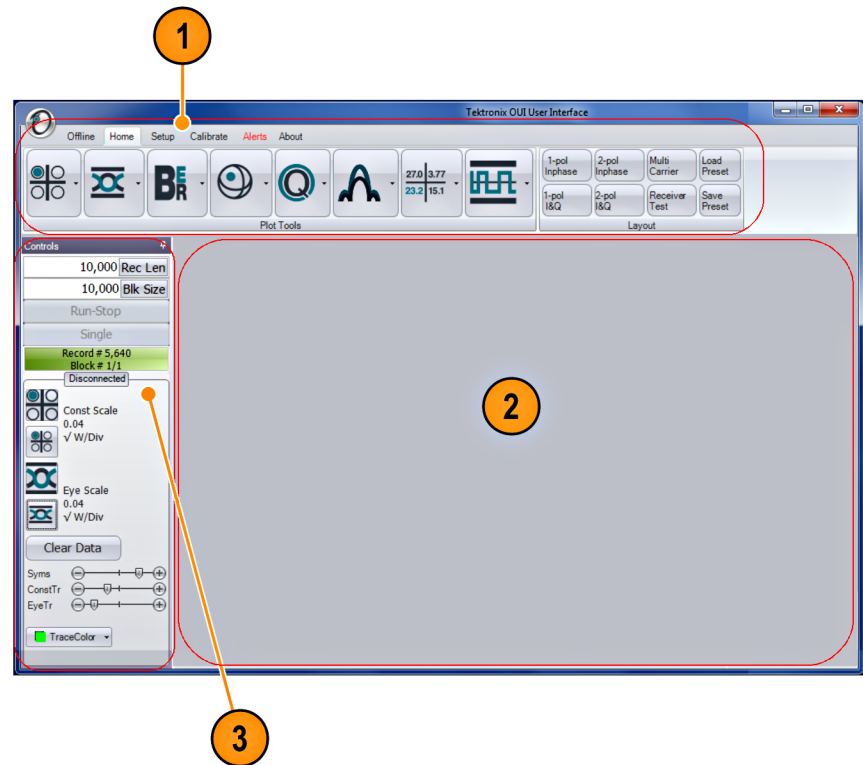 1
Tektronix OUI User Interface
Offline Home Setup Calibrate Alerts About
BER
Q
27.0 3.77
23.2 15.1
1-pol Inphase
2-pol Inphase
Multi Carrier
Load Preset
1-pol I&Q
2-pol I&Q
Receiver Test
Save Preset
Plot Tools
Layout
Controls
10,000 Rec Len
10,000 Blk Size
Run-Stop
Single
Record # 5,640
Block # 1/1
Disconnected
Const Scale
0.04
√ W/Div
Eye Scale
0.04
√ W/Div
Clear Data
Syms
ConstTr
EyeTr
TraceColor
2
3